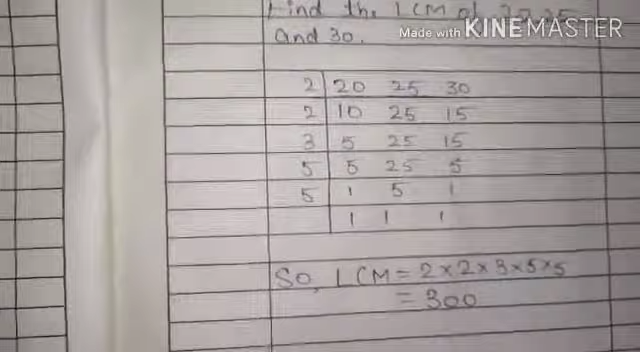 Find the LCM of 20, 25
and 30.
Made with KINEMASTER
2 20 25 30
2 10 25 15
3 5 25 15
5 5 25 5
5 1 5 1
1 1 1
So, LCM = 2×2×3×5×5
= 300